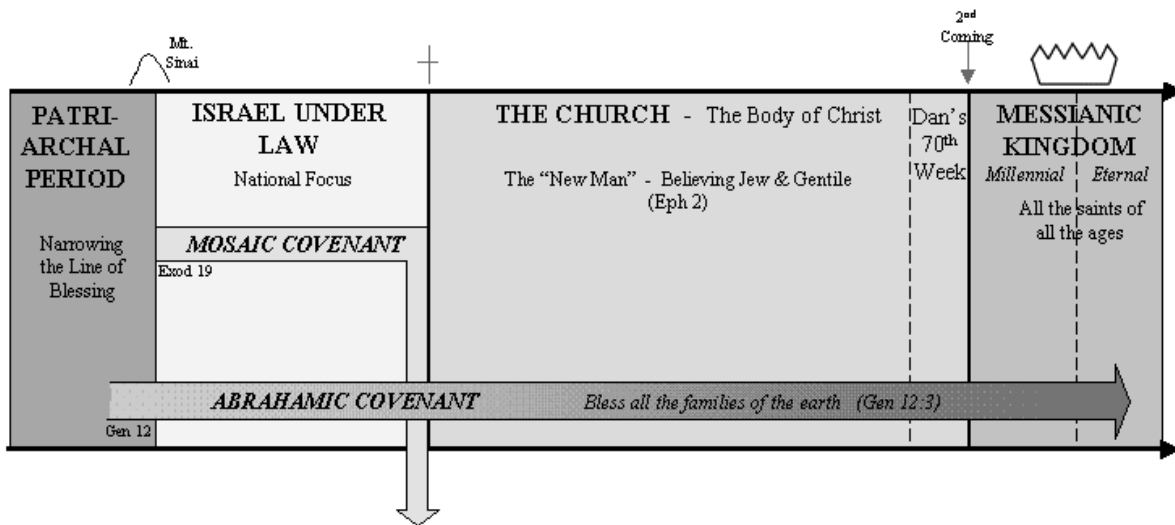 Mt.
Sinai
2nd
Coming
PATRI-
ARCHAL
PERIOD
Narrowing
the Line of
Blessing
Gen 12
ISRAEL UNDER
LAW
National Focus
MOSAIC COVENANT
Exod 19
THE CHURCH - The Body of Christ
The “New Man” - Believing Jew & Gentile
(Eph 2)
Dan’s
70th
Week
MESSIANIC
KINGDOM
Millennial Eternal
All the saints of
all the ages
ABRAHAMIC COVENANT Bless all the families of the earth (Gen 12:3)